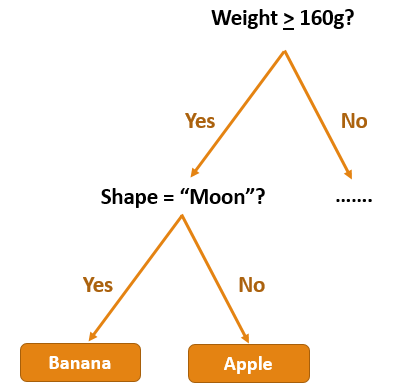 Weight ≥ 160g?
Yes
No
Shape = “Moon”?
.......
Yes
No
Banana
Apple